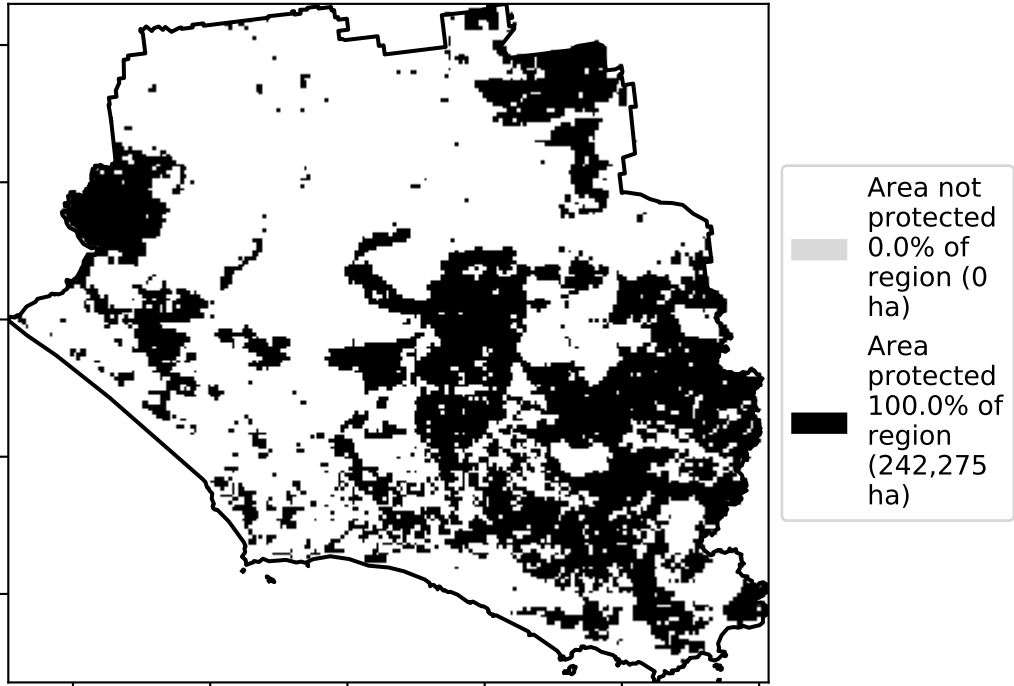 Area not
protected
0.0% of
region (0
ha)
Area
protected
100.0% of
region
(242,275
ha)